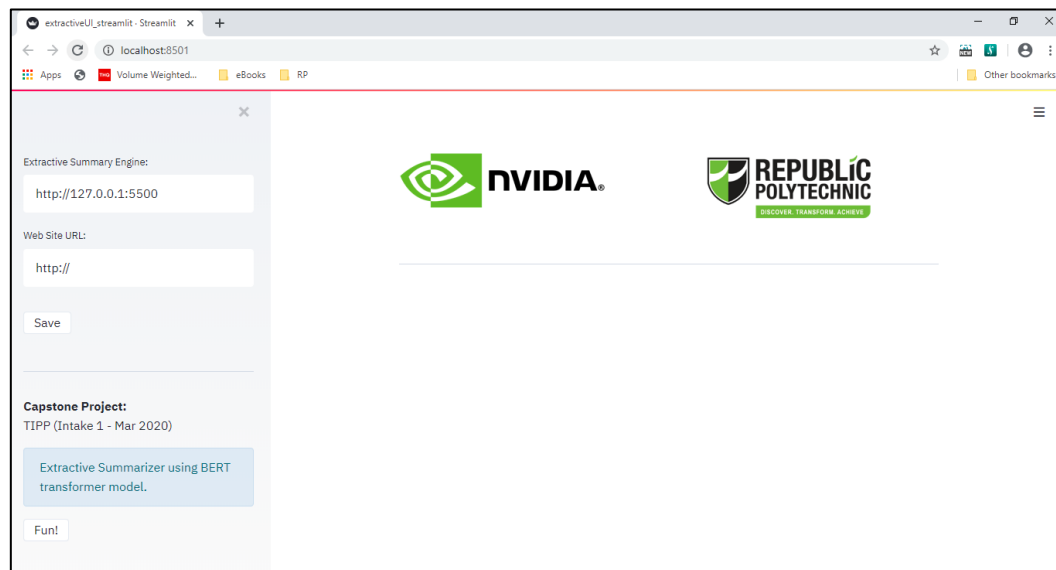 extractiveUI_streamlit · Streamlit
localhost:8501
Apps
Volume Weighted...
eBooks
RP
Other bookmarks
Extractive Summary Engine:
http://127.0.0.1:5500
Web Site URL:
http://
Save
Capstone Project:
TIPP (Intake 1 - Mar 2020)
Extractive Summarizer using BERT
transformer model.
Fun!
NVIDIA.
REPUBLIC
POLYTECHNIC
DISCOVER. TRANSFORM. ACHIEVE